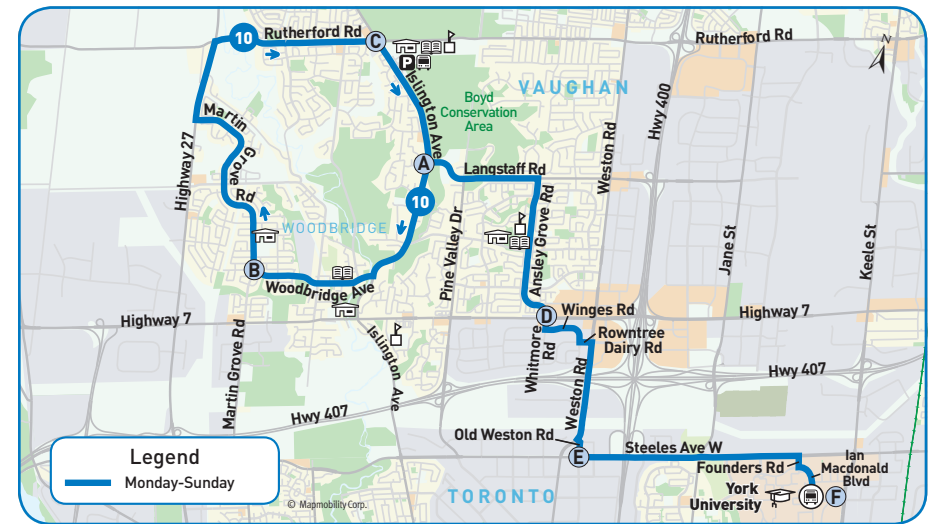 10
Rutherford Rd
C
P
Rutherford Rd
N
Islington Ave
VAUGHAN
Boyd
Conservation
Area
Hwy 400
Martin
Grove
Rd
Highway 27
A
Langstaff Rd
Weston Rd
10
WOODBRIDGE
Ansley Grove Rd
Pine Valley Dr
Jane St
Keele St
B
Woodbridge Ave
D
Winges Rd
Highway 7
Highway 7
Rowntree
Dairy Rd
Whitmore
Rd
Martin Grove Rd
Islington Ave
Weston Rd
Hwy 407
Hwy 407
Old Weston Rd
E
Steeles Ave W
Founders Rd
Ian
Macdonald
Blvd
York
University
F
TORONTO
Legend
Monday-Sunday
© Mapmobility Corp.